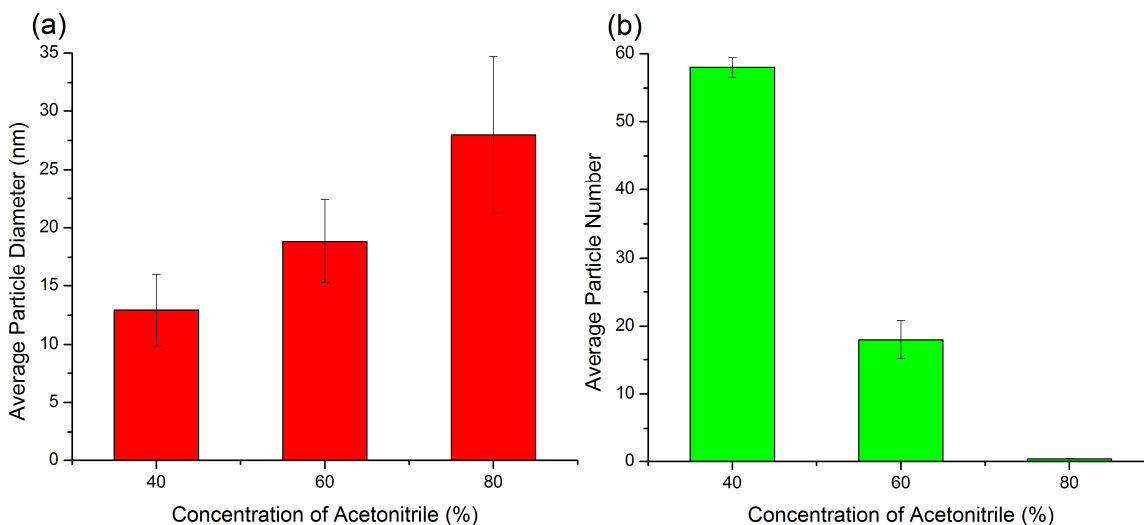 (a)
35
30
25
20
15
10
5
0
Average Particle Diameter (nm)
40 60 80
Concentration of Acetonitrile (%)
(b)
60
50
40
30
20
10
0
Average Particle Number
40 60 80
Concentration of Acetonitrile (%)